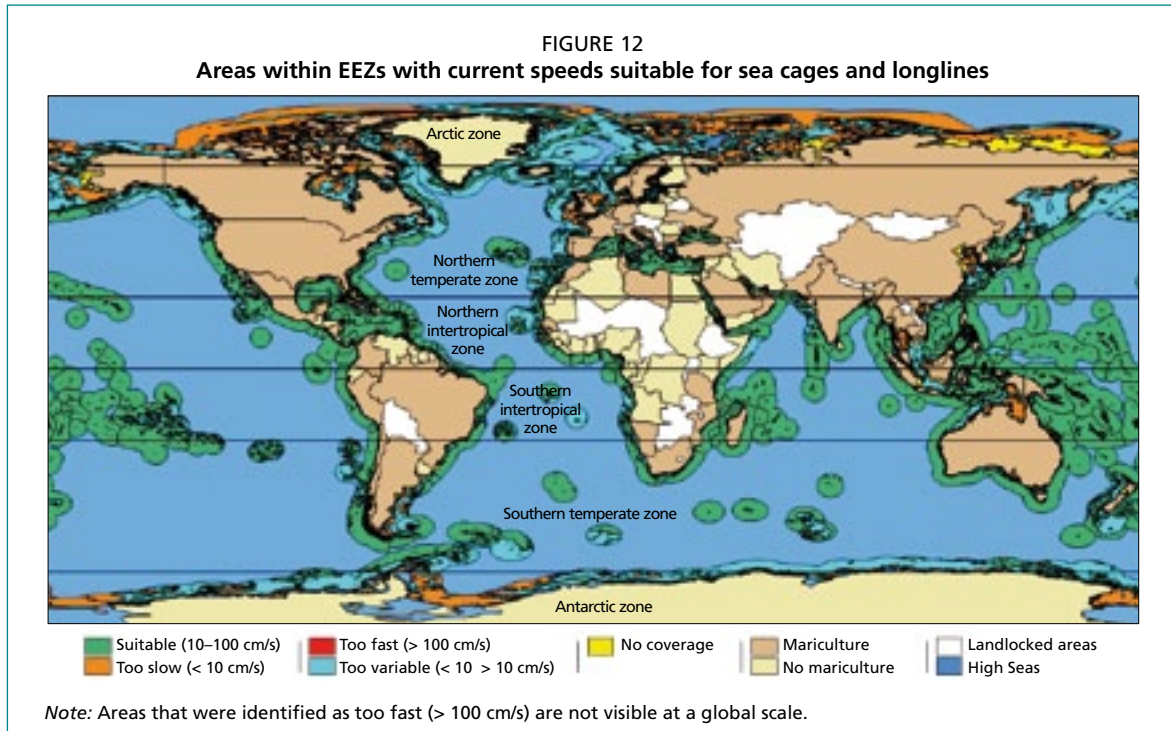 FIGURE 12
Areas within EEZs with current speeds suitable for sea cages and longlines
Arctic zone
Northern
temperate zone
Northern
intertropical
zone
Southern
intertropical
zone
Southern temperate zone
Antarctic zone
Suitable (10–100 cm/s)
Too slow (< 10 cm/s)
Too fast (> 100 cm/s)
Too variable (< 10 > 10 cm/s)
No coverage
Mariculture
No mariculture
Landlocked areas
High Seas
Note: Areas that were identified as too fast (> 100 cm/s) are not visible at a global scale.